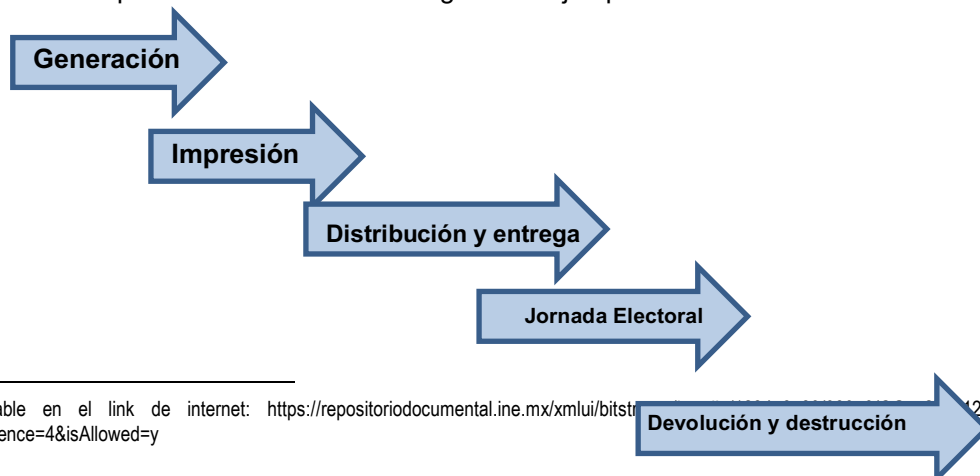 Generación
Impresión
Distribución y entrega
Jornada Electoral
able en el link de internet: https://repositoriodocumental.ine.mx/xmlui/bitst
ence=4&isAllowed=y
Devolución y destrucción